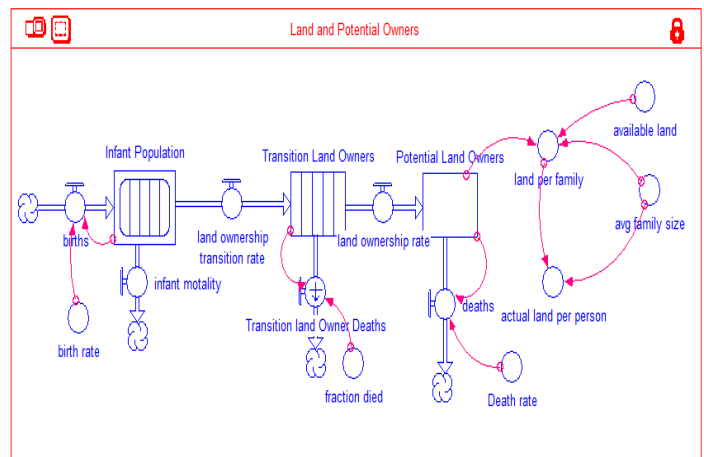 Land and Potential Owners
available land
Infant Population
Transition Land Owners
Potential Land Owners
land per family
avg family size
births
land ownership
transition rate
land ownership rate
infant motality
actual land per person
deaths
Transition land Owner Deaths
birth rate
fraction died
Death rate